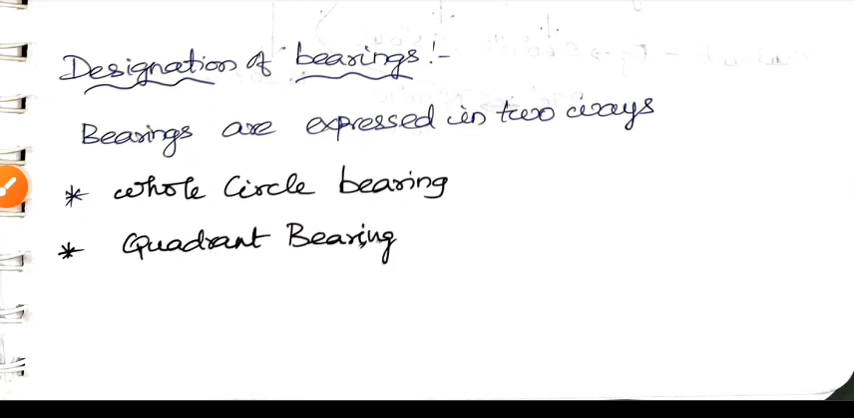 Designation of bearings:-
Bearings are expressed in two ways
* Whole Circle bearing
* Quadrant Bearing